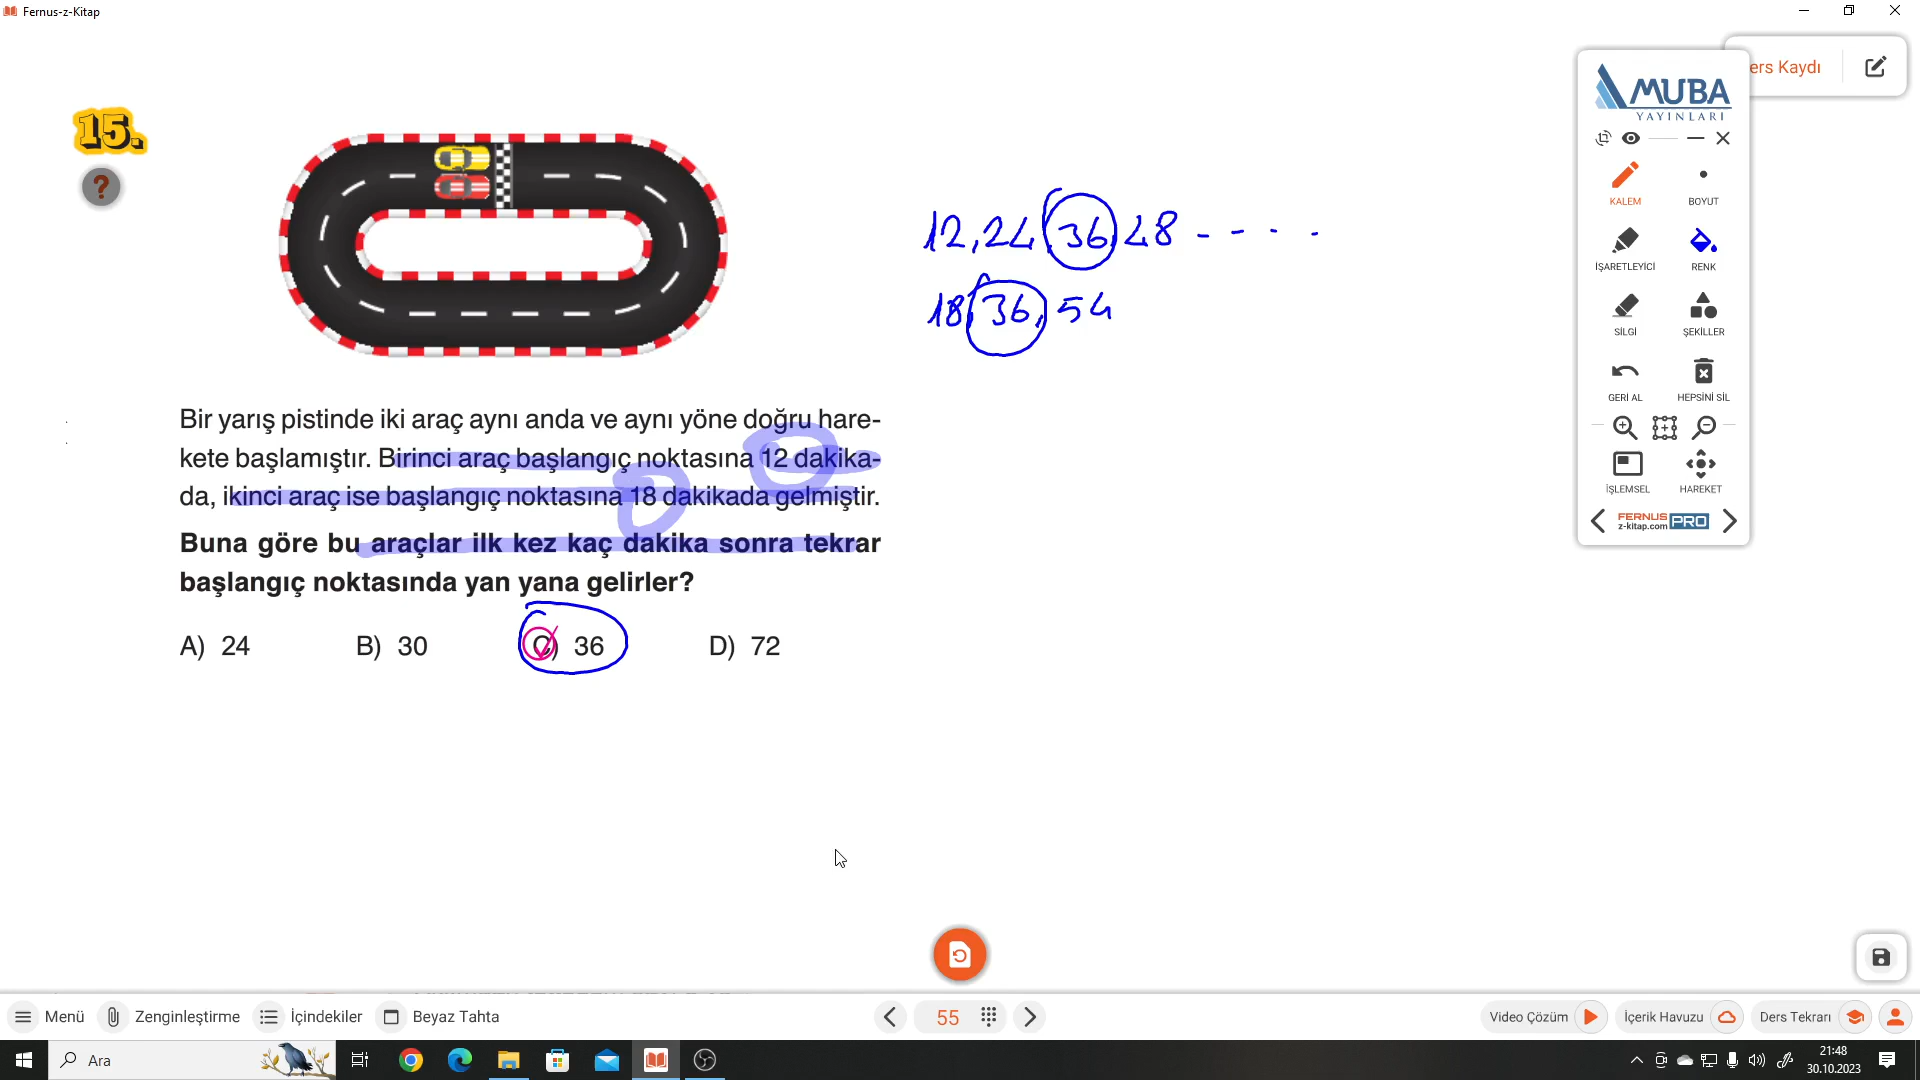 Fernus-z-Kitap
ers Kaydı
MUBA
YAYINLARI
15.
?
KALEM
BOYUT
İŞARETLEYİCİ
RENK
SİLGİ
ŞEKİLLER
GERİ AL
HEPSİNİ SİL
İŞLEMSEL
HAREKET
FERNUS
z-kitap.com PRO
12, 24, 36, 48 - - - -
18, 36, 54
Bir yarış pistinde iki araç aynı anda ve aynı yöne doğru hare-
kete başlamıştır. Birinci araç başlangıç noktasına 12 dakika-
da, ikinci araç ise başlangıç noktasına 18 dakikada gelmiştir.
Buna göre bu araçlar ilk kez kaç dakika sonra tekrar
başlangıç noktasında yan yana gelirler?
A) 24 B) 30 C) 36 D) 72
Menü Zenginleştirme İçindekiler Beyaz Tahta 55 Video Çözüm İçerik Havuzu Ders Tekrarı
Ara
21:48
30.10.2023